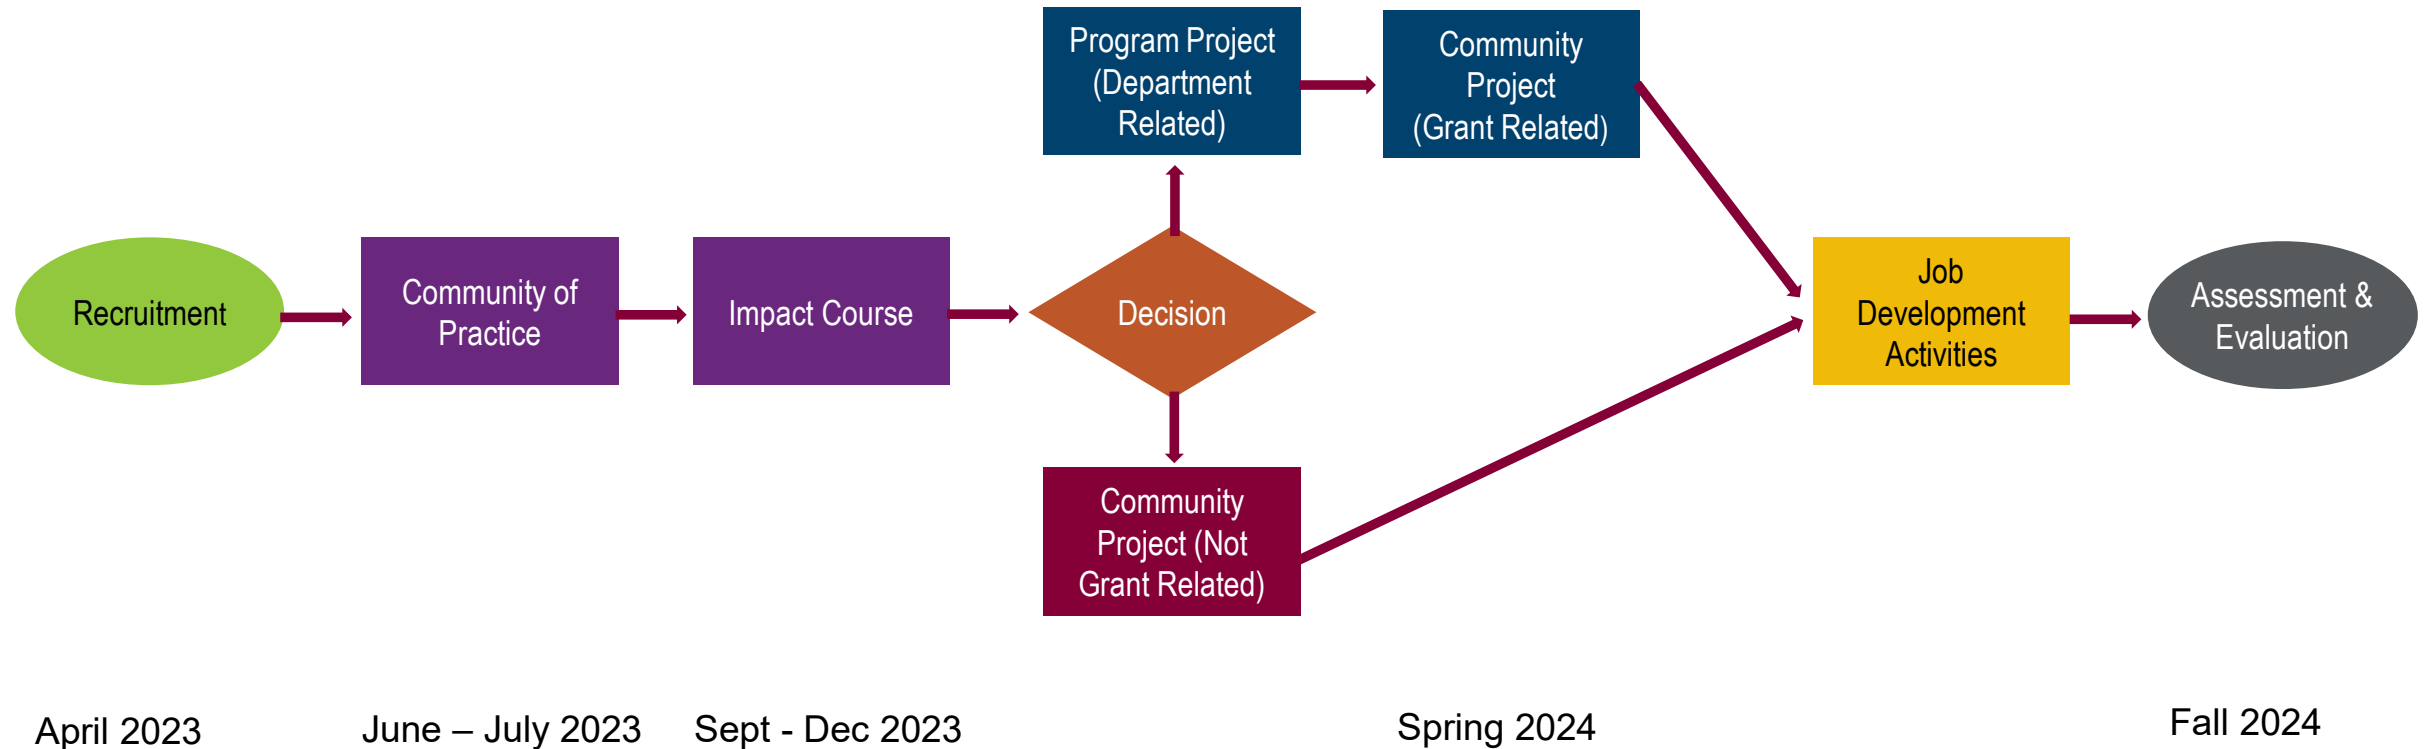 Recruitment
Community of
Practice
Impact Course
Decision
Program Project
(Department
Related)
Community
Project
(Grant Related)
Community
Project (Not
Grant Related)
Job
Development
Activities
Assessment &
Evaluation
April 2023
June – July 2023
Sept - Dec 2023
Spring 2024
Fall 2024